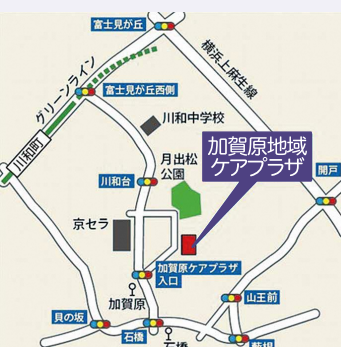 富士見が丘
横浜上麻生線
グリーンライン
富士見が丘西側
川和中学校
川和町
月出松
公園
加賀原地域
ケアプラザ
川和台
開戸
京セラ
加賀原ケアプラザ
入口
加賀原
山王前
貝の坂
石橋
石橋